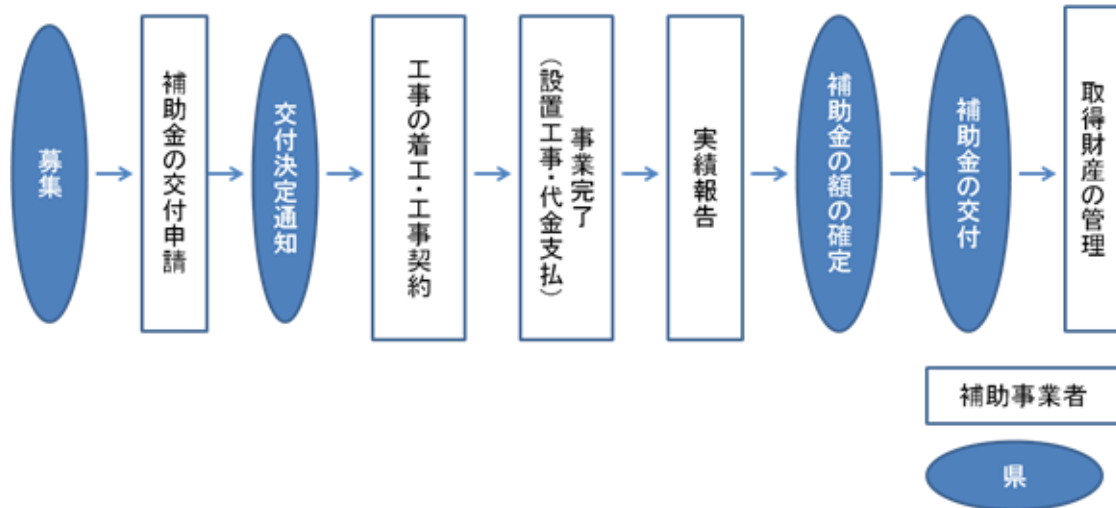 募集
補助金の交付申請
交付決定通知
工事の着工・工事契約
事業完了
（設置工事・代金支払）
実績報告
補助金の額の確定
補助金の交付
取得財産の管理
補助事業者
県